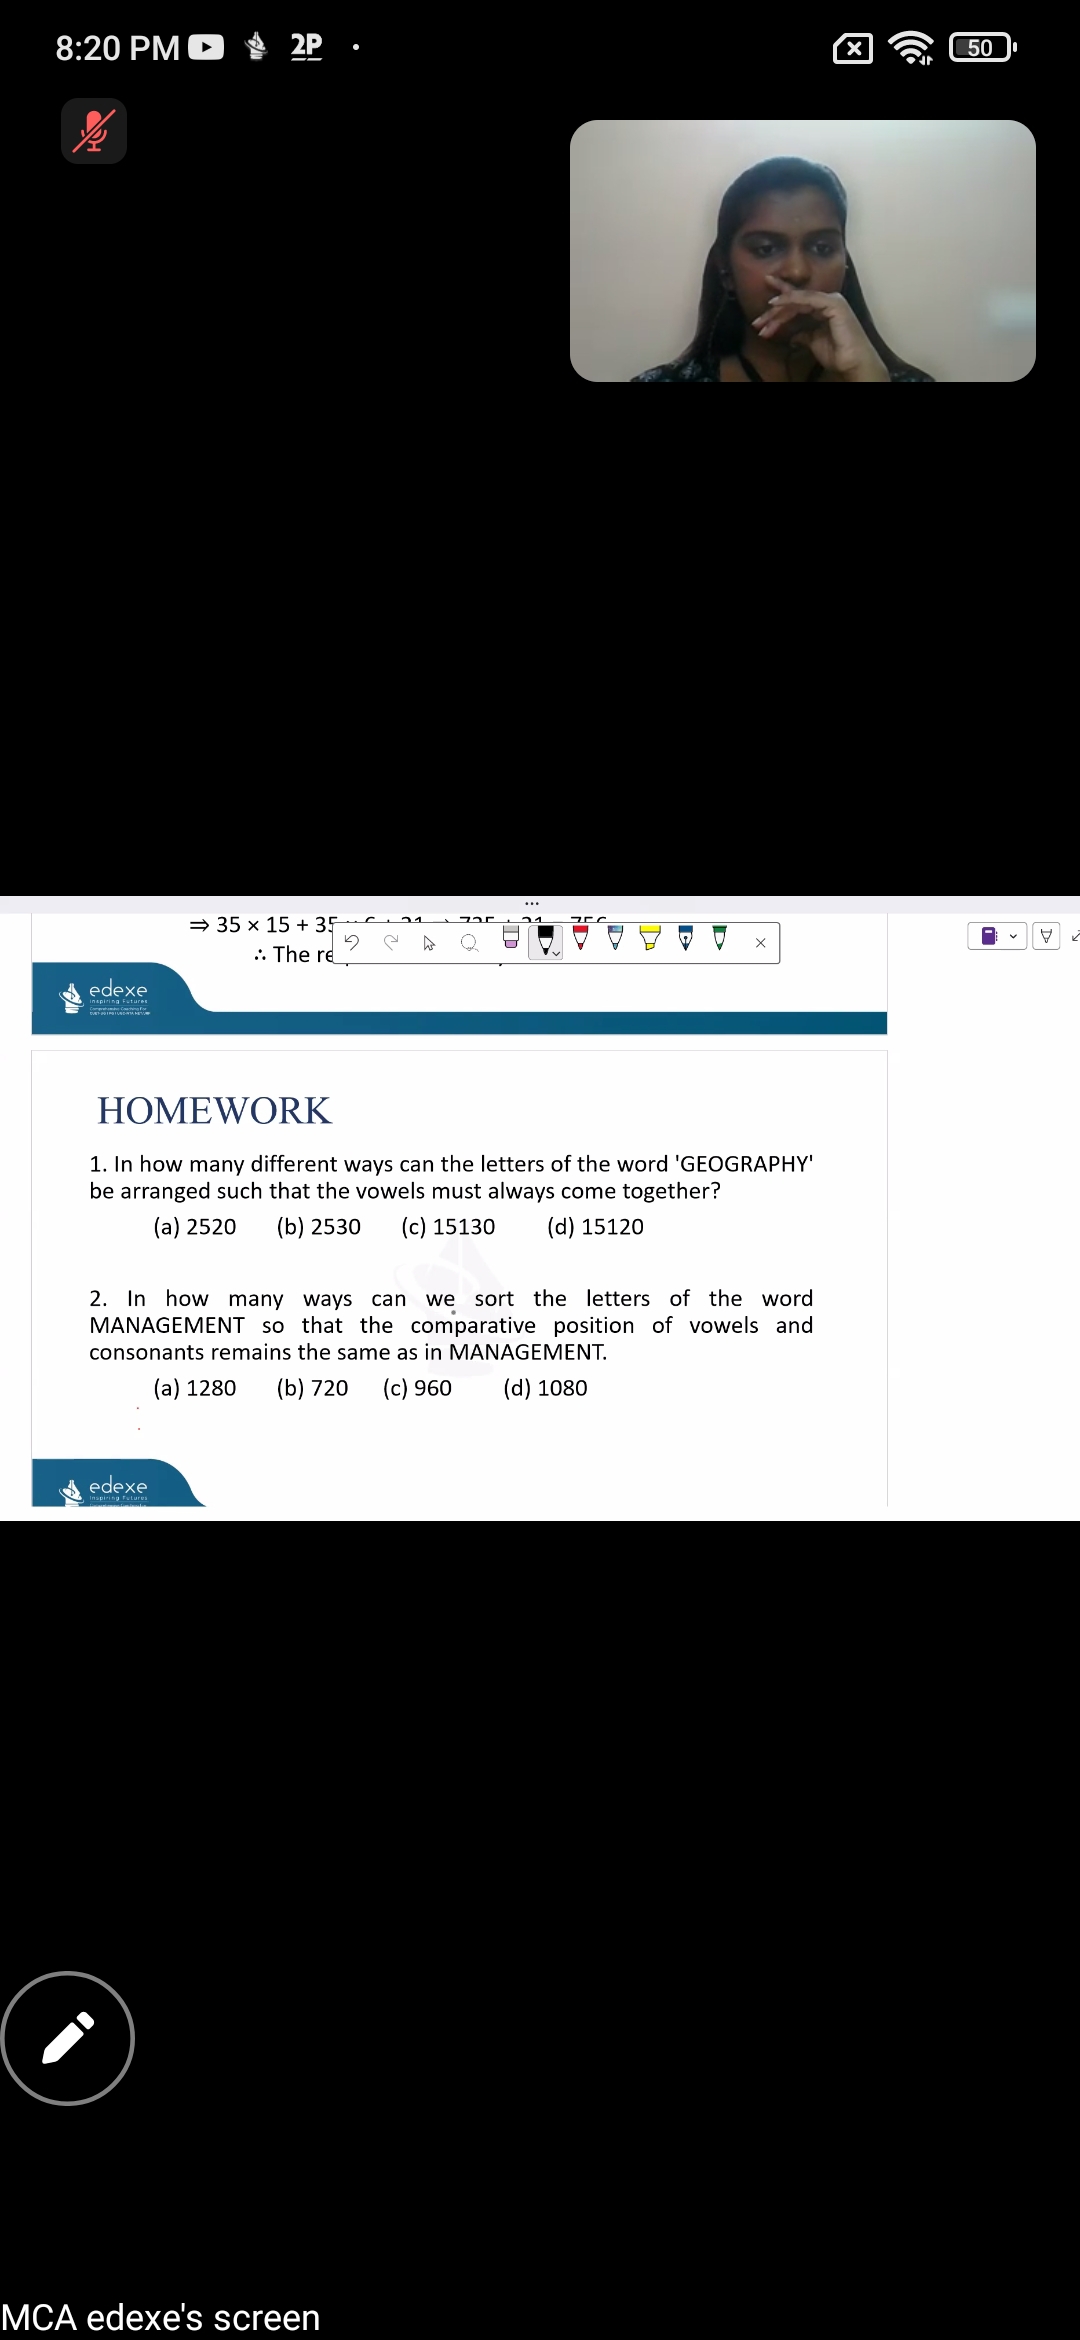 8:20 PM 2P 50
⇒ 35 × 15 + 35
∴ The re
edexe
Inspiring Futures
HOMEWORK
1. In how many different ways can the letters of the word 'GEOGRAPHY'
be arranged such that the vowels must always come together?
(a) 2520 (b) 2530 (c) 15130 (d) 15120
2. In how many ways can we sort the letters of the word
MANAGEMENT so that the comparative position of vowels and
consonants remains the same as in MANAGEMENT.
(a) 1280 (b) 720 (c) 960 (d) 1080
edexe
Inspiring Futures
MCA edexe's screen